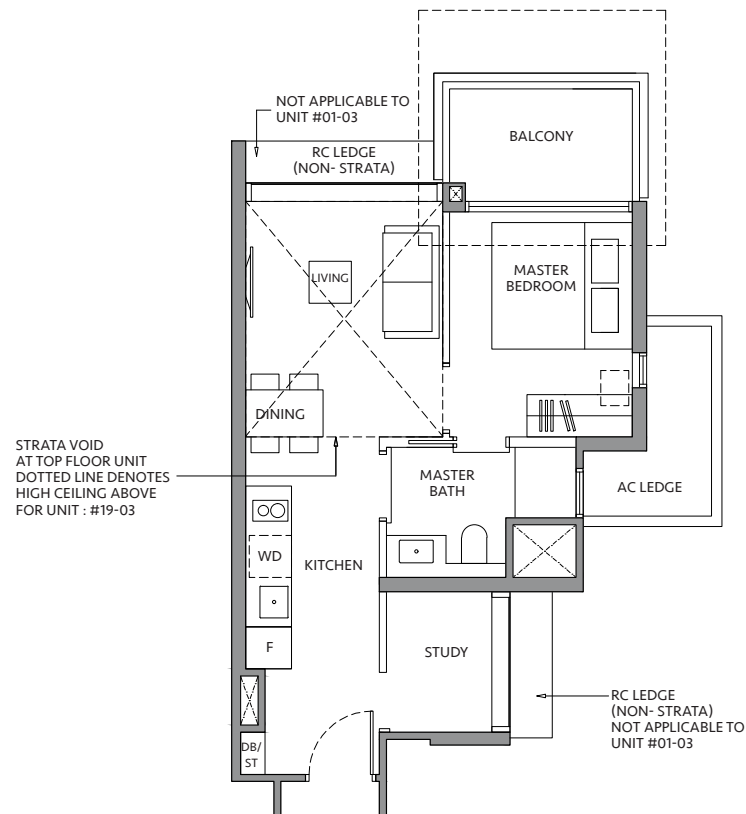 NOT APPLICABLE TO
UNIT #01-03
RC LEDGE
(NON- STRATA)
BALCONY
LIVING
MASTER
BEDROOM
DINING
STRATA VOID
AT TOP FLOOR UNIT
DOTTED LINE DENOTES
HIGH CEILING ABOVE
FOR UNIT : #19-03
MASTER
BATH
AC LEDGE
WD
KITCHEN
F
STUDY
RC LEDGE
(NON- STRATA)
NOT APPLICABLE TO
UNIT #01-03
DB/
ST